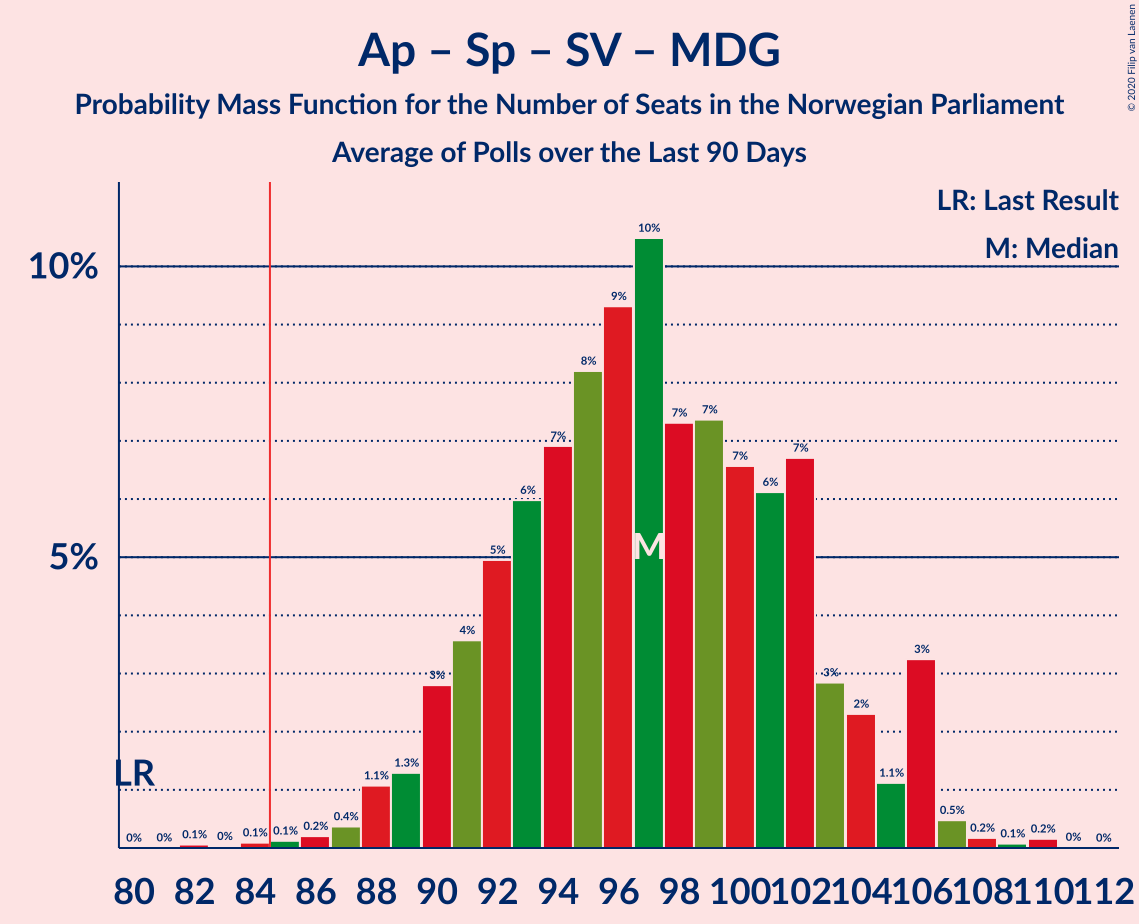 Ap – Sp – SV – MDG
Probability Mass Function for the Number of Seats in the Norwegian Parliament
Average of Polls over the Last 90 Days
© 2020 Filip van Laenen
LR: Last Result
M: Median
10%
5%
0% 0% 0.1% 0% 0.1% 0.1% 0.2% 0.4% 1.1% 1.3% 3% 4% 5% 6% 7% 8% 9% 10% 7% 7% 7% 6% 7% 3% 2% 1.1% 3% 0.5% 0.2% 0.1% 0.2% 0% 0%
M
LR
80 82 84 86 88 90 92 94 96 98 100 102 104 106 108 110 112